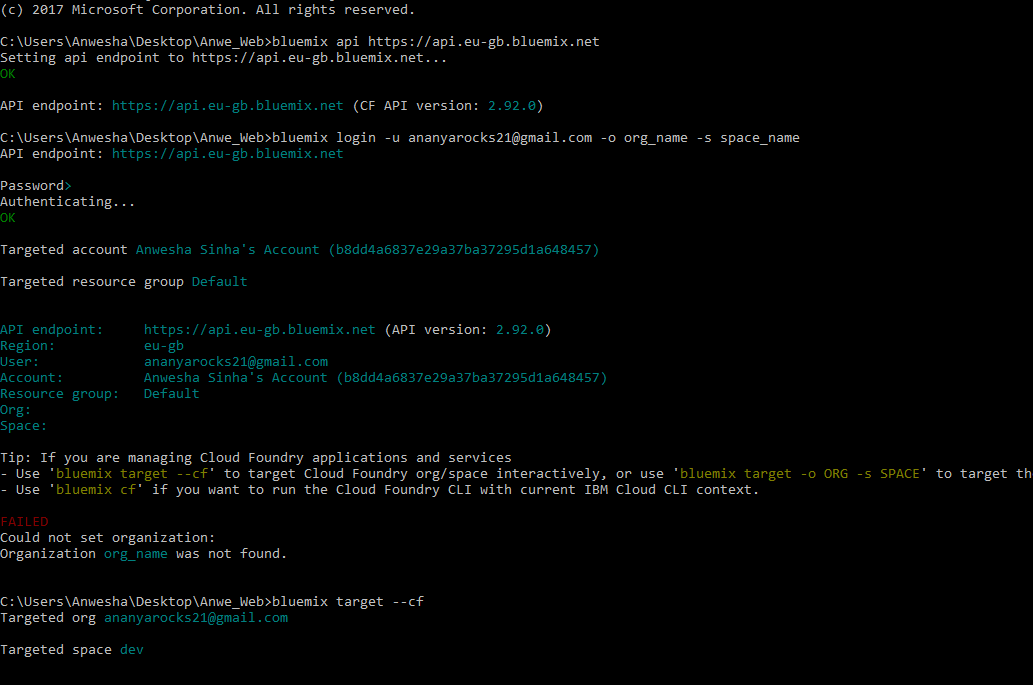 (c) 2017 Microsoft Corporation. All rights reserved.
C:\Users\Anwesha\Desktop\Anwe_Web>bluemix api https://api.eu-gb.bluemix.net
Setting api endpoint to https://api.eu-gb.bluemix.net...
OK
API endpoint: https://api.eu-gb.bluemix.net (CF API version: 2.92.0)
C:\Users\Anwesha\Desktop\Anwe_Web>bluemix login -u ananyarocks21@gmail.com -o org_name -s space_name
API endpoint: https://api.eu-gb.bluemix.net
Password>
Authenticating...
OK
Targeted account Anwesha Sinha's Account (b8dd4a6837e29a37ba37295d1a648457)
Targeted resource group Default
API endpoint: https://api.eu-gb.bluemix.net (API version: 2.92.0)
Region: eu-gb
User: ananyarocks21@gmail.com
Account: Anwesha Sinha's Account (b8dd4a6837e29a37ba37295d1a648457)
Resource group: Default
Org:
Space:
Tip: If you are managing Cloud Foundry applications and services
- Use 'bluemix target --cf' to target Cloud Foundry org/space interactively, or use 'bluemix target -o ORG -s SPACE' to target th
- Use 'bluemix cf' if you want to run the Cloud Foundry CLI with current IBM Cloud CLI context.
FAILED
Could not set organization:
Organization org_name was not found.
C:\Users\Anwesha\Desktop\Anwe_Web>bluemix target --cf
Targeted org ananyarocks21@gmail.com
Targeted space dev